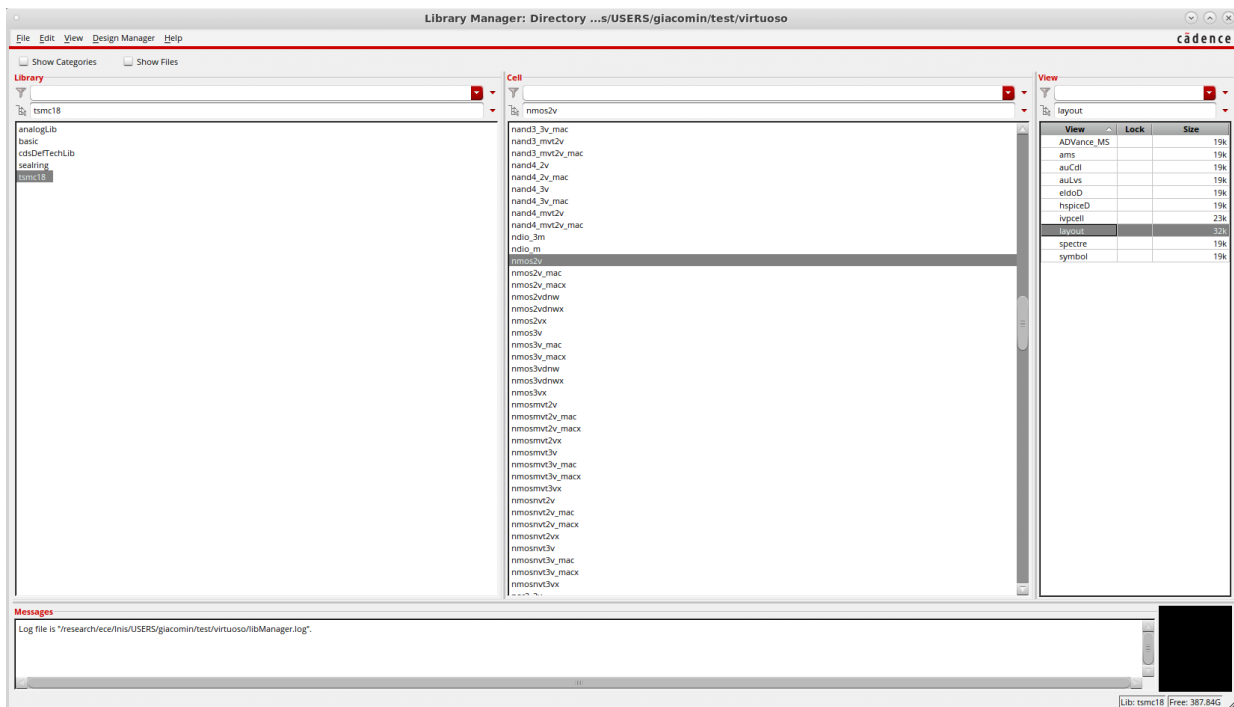 Library Manager: Directory ...s/USERS/giacomin/test/virtuoso
File Edit View Design Manager Help
cādence
Show Categories Show Files
Library
tsmc18
analogLib
basic
cdsDefTechLib
sealring
tsmc18
Cell
nmos2v
nand3_3v_mac
nand3_mvt2v
nand3_mvt2v_mac
nand4_2v
nand4_2v_mac
nand4_3v
nand4_3v_mac
nand4_mvt2v
nand4_mvt2v_mac
ndio_3m
ndio_m
nmos2v
nmos2v_mac
nmos2v_macx
nmos2vdnw
nmos2vdnwx
nmos2vx
nmos3v
nmos3v_mac
nmos3v_macx
nmos3vdnw
nmos3vdnwx
nmos3vx
nmosmvt2v
nmosmvt2v_mac
nmosmvt2v_macx
nmosmvt2vx
nmosmvt3v
nmosmvt3v_mac
nmosmvt3v_macx
nmosmvt3vx
nmosnvt2v
nmosnvt2v_mac
nmosnvt2v_macx
nmosnvt2vx
nmosnvt3v
nmosnvt3v_mac
nmosnvt3v_macx
nmosnvt3vx
View
layout
View Lock Size
ADVance_MS 19k
ams 19k
auCdl 19k
auLvs 19k
eldoD 19k
hspiceD 19k
ivpcell 23k
layout 32k
spectre 19k
symbol 19k
Messages
Log file is "/research/ece/lnis/USERS/giacomin/test/virtuoso/libManager.log".
Lib: tsmc18 Free: 387.84G